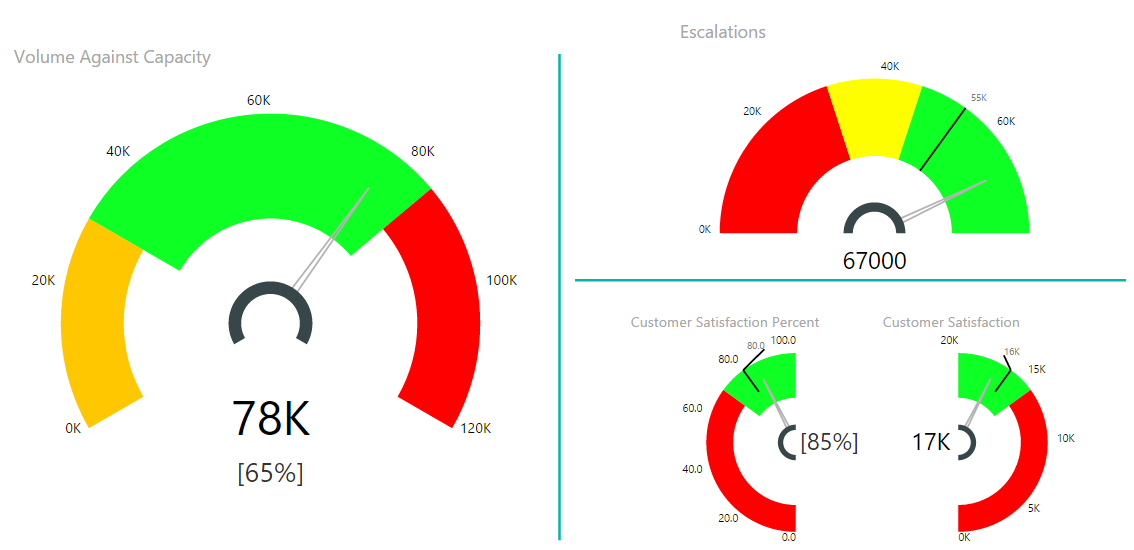 Volume Against Capacity
60K
40K
80K
20K
100K
0K
120K
78K
[65%]
Escalations
40K
55K
20K
60K
0K
67000
Customer Satisfaction Percent
100.0
80.0
80.0
60.0
40.0
20.0
0.0
[85%]
Customer Satisfaction
20K
16K
15K
10K
5K
0K
17K